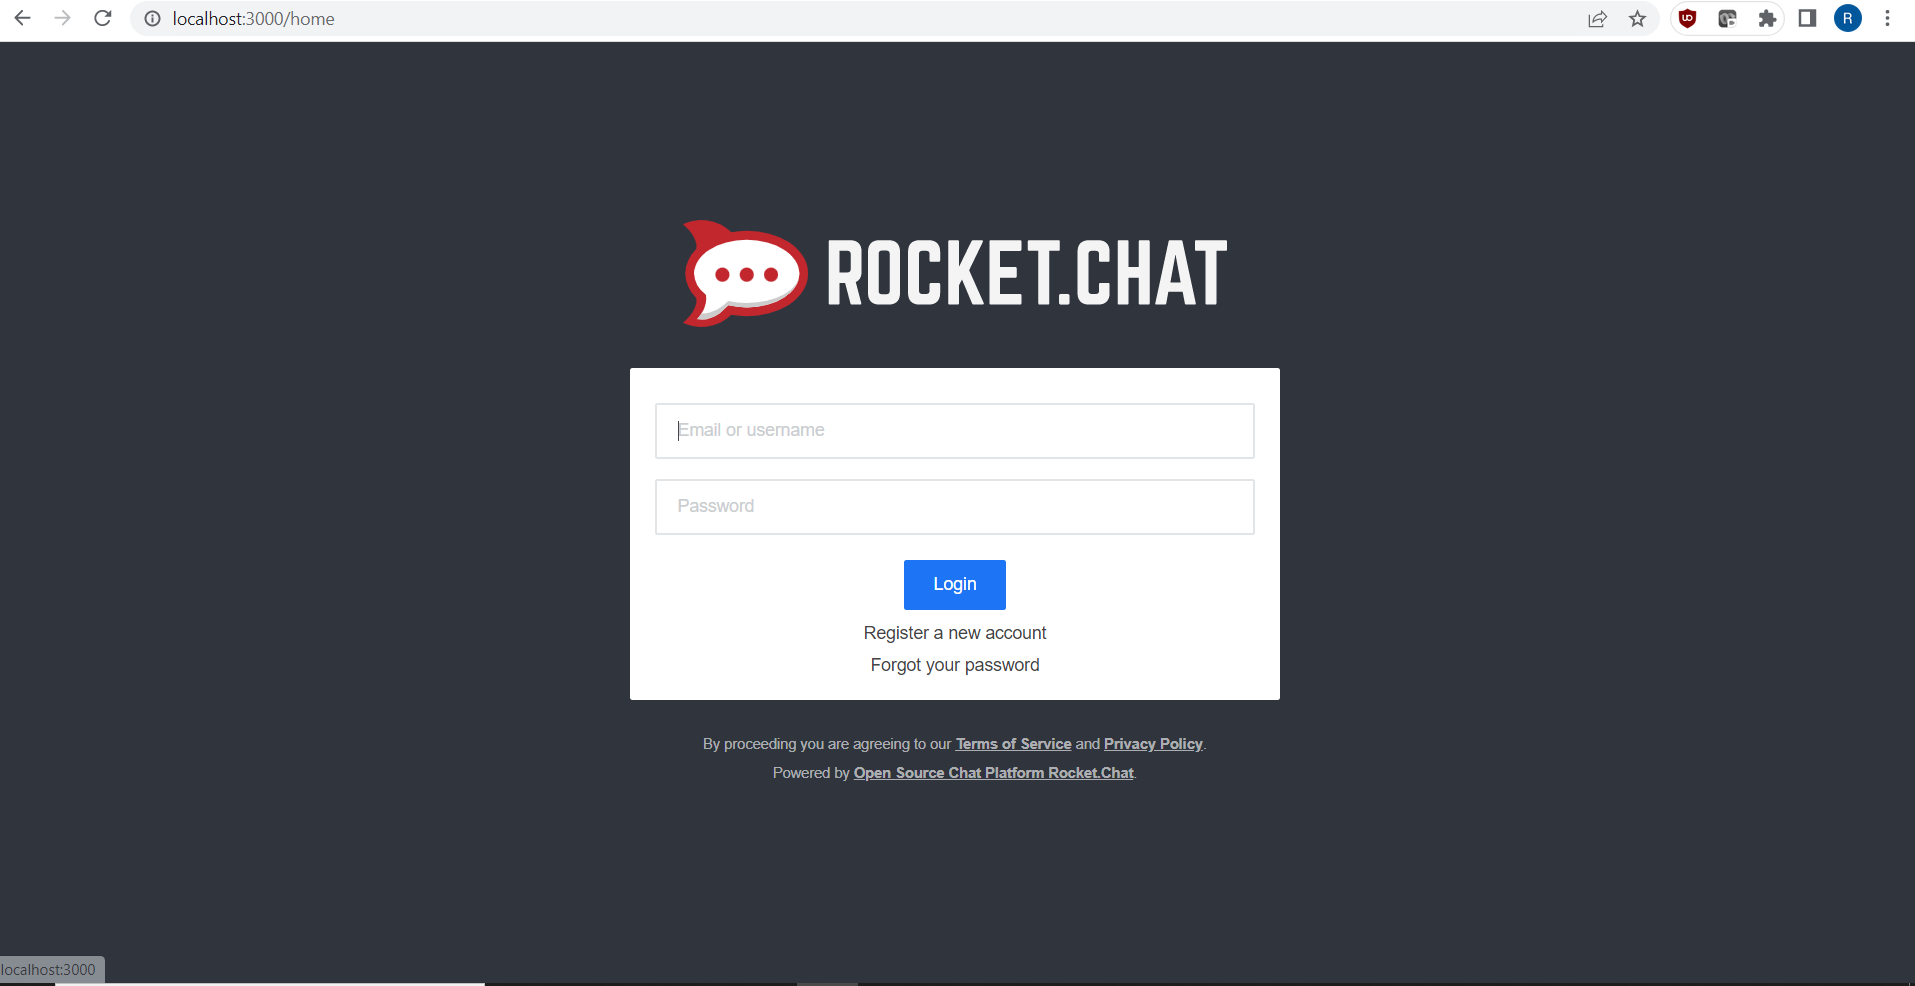 localhost:3000/home
R
ROCKET.CHAT
Email or username
Password
Login
Register a new account
Forgot your password
By proceeding you are agreeing to our Terms of Service and Privacy Policy.
Powered by Open Source Chat Platform Rocket.Chat.
localhost:3000